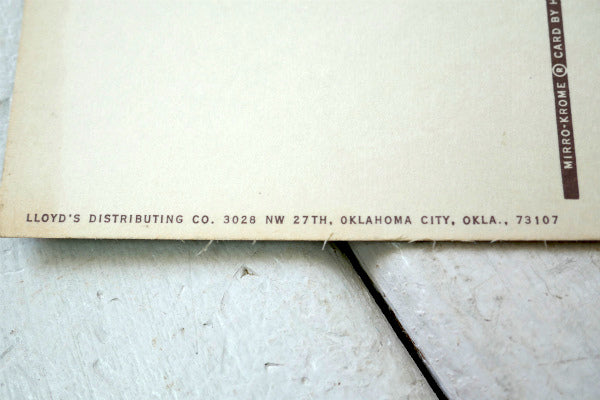 MIRRO-KROME ® CARD BY H
LLOYD'S DISTRIBUTING CO. 3028 NW 27TH, OKLAHOMA CITY, OKLA., 73107